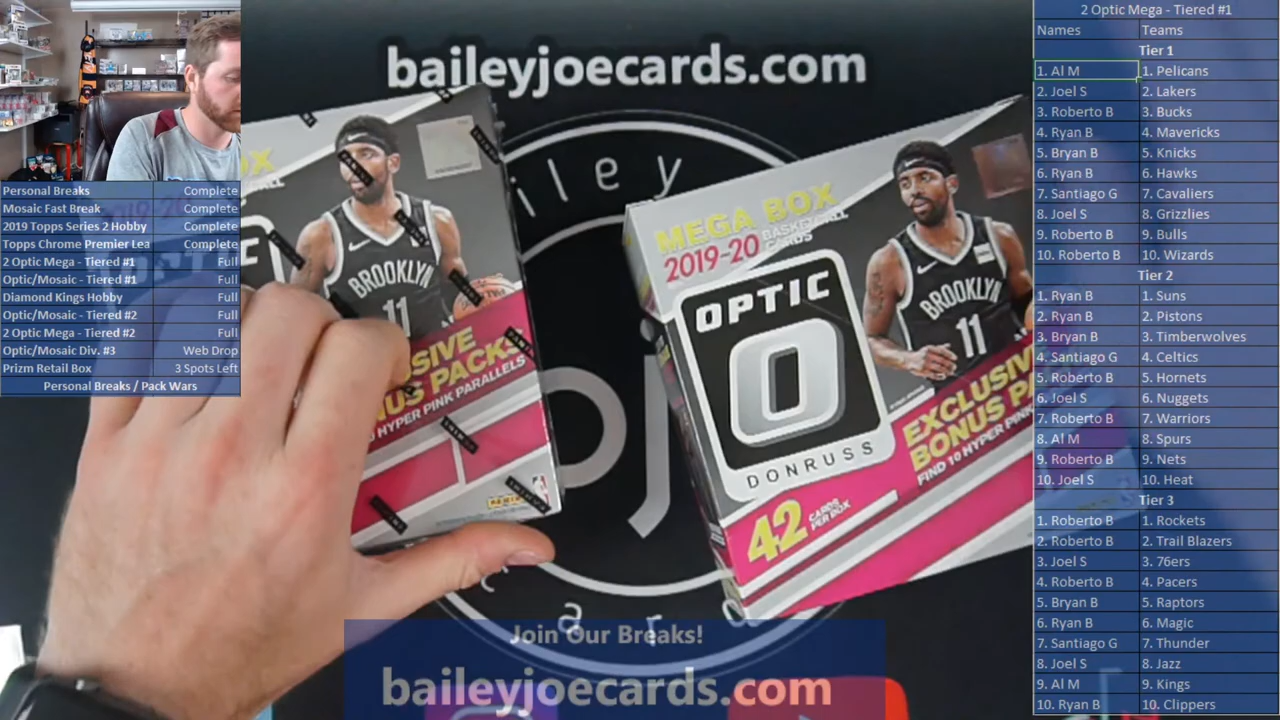 baileyjoecards.com
Personal Breaks Complete
Mosaic Fast Break Complete
2019 Topps Series 2 Hobby Complete
Topps Chrome Premier Lea Complete
2 Optic Mega - Tiered #1 Full
Optic/Mosaic - Tiered #1 Full
Diamond Kings Hobby Full
Optic/Mosaic - Tiered #2 Full
2 Optic Mega - Tiered #2 Full
Optic/Mosaic Div. #3 Web Drop
Prizm Retail Box 3 Spots Left
Personal Breaks / Pack Wars
BROOKLYN
11
HYPER PINK PARALLELS
PANINI
iley
bj
MEGA BOX
2019-20 BASKETBALL CARDS
OPTIC
O
DONRUSS
BROOKLYN
11
EXCLUSIVE
BONUS PA
FIND 10 HYPER PINK
42 CARDS PER BOX
Join Our Breaks!
baileyjoecards.com
2 Optic Mega - Tiered #1
Names Teams
Tier 1
1. Al M 1. Pelicans
2. Joel S 2. Lakers
3. Roberto B 3. Bucks
4. Ryan B 4. Mavericks
5. Bryan B 5. Knicks
6. Ryan B 6. Hawks
7. Santiago G 7. Cavaliers
8. Joel S 8. Grizzlies
9. Roberto B 9. Bulls
10. Roberto B 10. Wizards
Tier 2
1. Ryan B 1. Suns
2. Ryan B 2. Pistons
3. Bryan B 3. Timberwolves
4. Santiago G 4. Celtics
5. Roberto B 5. Hornets
6. Joel S 6. Nuggets
7. Roberto B 7. Warriors
8. Al M 8. Spurs
9. Roberto B 9. Nets
10. Joel S 10. Heat
Tier 3
1. Roberto B 1. Rockets
2. Roberto B 2. Trail Blazers
3. Joel S 3. 76ers
4. Roberto B 4. Pacers
5. Bryan B 5. Raptors
6. Ryan B 6. Magic
7. Santiago G 7. Thunder
8. Joel S 8. Jazz
9. Al M 9. Kings
10. Ryan B 10. Clippers